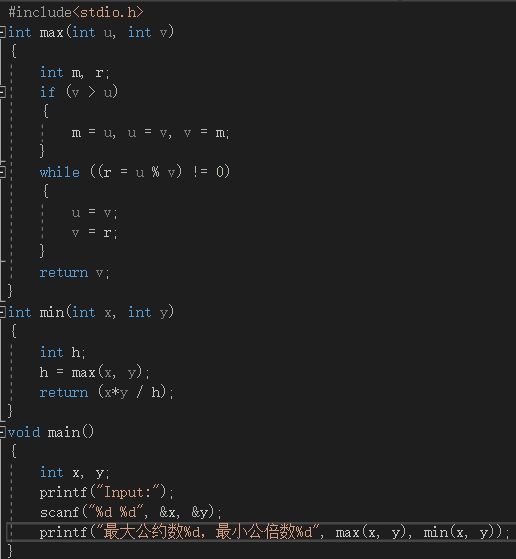 #include<stdio.h>
int max(int u, int v)
{
int m, r;
if (v > u)
{
m = u, u = v, v = m;
}
while ((r = u % v) != 0)
{
u = v;
v = r;
}
return v;
}
int min(int x, int y)
{
int h;
h = max(x, y);
return (x*y / h);
}
void main()
{
int x, y;
printf("Input:");
scanf("%d %d", &x, &y);
printf("最大公约数%d，最小公倍数%d", max(x, y), min(x, y));
}